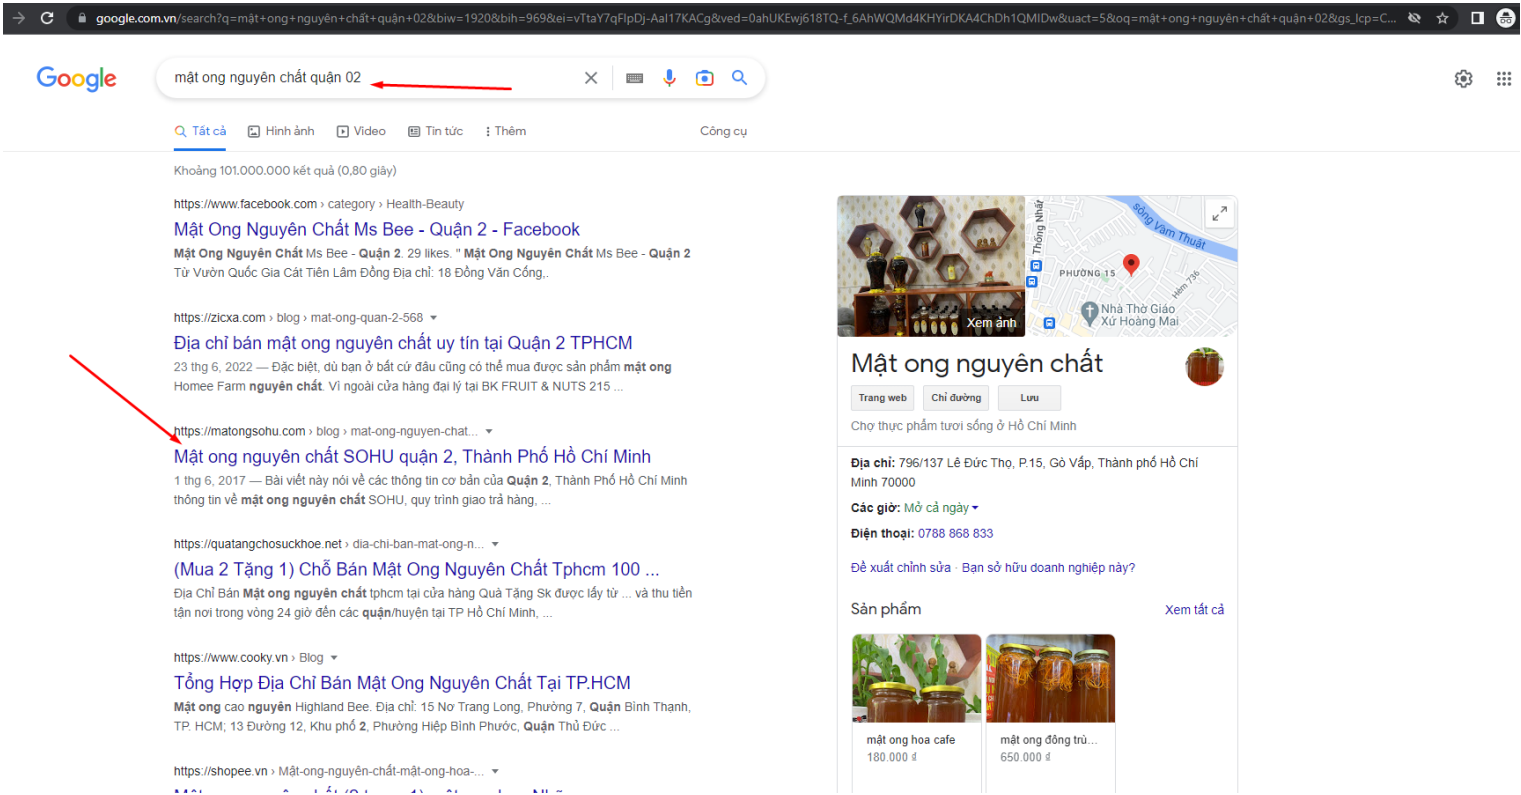 google.com.vn/search?q=mật+ong+nguyên+chất+quận+02&biw=1920&bih=969&ei=vTtaY7qFIpDj-AaI17KACg&ved=0ahUKEwj618TQ-f_6AhWQMd4KHYirDKA4ChDh1QMIDw&uact=5&oq=mật+ong+nguyên+chất+quận+02&gs_lcp=C...
Google
mật ong nguyên chất quận 02
Tất cả Hình ảnh Video Tin tức Thêm Công cụ
Khoảng 101.000.000 kết quả (0,80 giây)
https://www.facebook.com › category › Health-Beauty
Mật Ong Nguyên Chất Ms Bee - Quận 2 - Facebook
Mật Ong Nguyên Chất Ms Bee - Quận 2. 29 likes. " Mật Ong Nguyên Chất Ms Bee - Quận 2
Từ Vườn Quốc Gia Cát Tiên Lâm Đồng Địa chỉ: 18 Đồng Văn Cống,.
https://zicxa.com › blog › mat-ong-quan-2-568
Địa chỉ bán mật ong nguyên chất uy tín tại Quận 2 TPHCM
23 thg 6, 2022 — Đặc biệt, dù bạn ở bất cứ đâu cũng có thể mua được sản phẩm mật ong
Homee Farm nguyên chất. Vì ngoài cửa hàng đại lý tại BK FRUIT & NUTS 215 ...
https://matongsohu.com › blog › mat-ong-nguyen-chat...
Mật ong nguyên chất SOHU quận 2, Thành Phố Hồ Chí Minh
1 thg 6, 2017 — Bài viết này nói về các thông tin cơ bản của Quận 2, Thành Phố Hồ Chí Minh
thông tin về mật ong nguyên chất SOHU, quy trình giao trả hàng, ...
https://quatangchosuckhoe.net › dia-chi-ban-mat-ong-n...
(Mua 2 Tặng 1) Chỗ Bán Mật Ong Nguyên Chất Tphcm 100 ...
Địa Chỉ Bán Mật ong nguyên chất tphcm tại cửa hàng Quà Tặng Sk được lấy từ ... và thu tiền
tận nơi trong vòng 24 giờ đến các quận/huyện tại TP Hồ Chí Minh, ...
https://www.cooky.vn › Blog
Tổng Hợp Địa Chỉ Bán Mật Ong Nguyên Chất Tại TP.HCM
Mật ong cao nguyên Highland Bee. Địa chỉ: 15 Nơ Trang Long, Phường 7, Quận Bình Thạnh,
TP. HCM; 13 Đường 12, Khu phố 2, Phường Hiệp Bình Phước, Quận Thủ Đức ...
https://shopee.vn › Mật-ong-nguyên-chất-mật-ong-hoa-...
Xem ảnh
Thống Nhất
sông Vàm Thuật
PHƯỜNG 15
Hẻm 736
Nhà Thờ Giáo
Xứ Hoàng Mai
Mật ong nguyên chất
Trang web Chỉ đường Lưu
Chợ thực phẩm tươi sống ở Hồ Chí Minh
Địa chỉ: 796/137 Lê Đức Thọ, P.15, Gò Vấp, Thành phố Hồ Chí
Minh 70000
Các giờ: Mở cả ngày
Điện thoại: 0788 868 833
Đề xuất chỉnh sửa · Bạn sở hữu doanh nghiệp này?
Sản phẩm Xem tất cả
mật ong hoa cafe
180.000 ₫
mật ong đông trù...
650.000 ₫